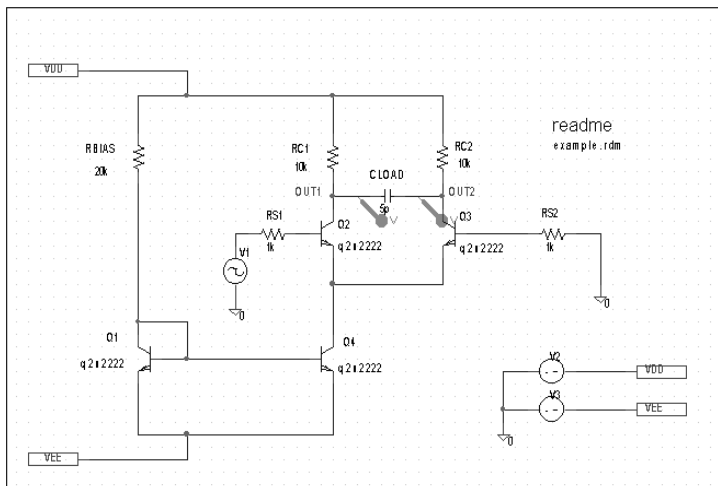 VDD
RBIAS
20k
RC1
10k
RC2
10k
readme
example.rdm
CLOAD
5p
OUT1
OUT2
V
V
RS1
1k
V1
0
Q2
q2n2222
Q3
q2n2222
RS2
1k
0
Q1
q2n2222
Q4
q2n2222
V2
VDD
V3
VEE
0
VEE